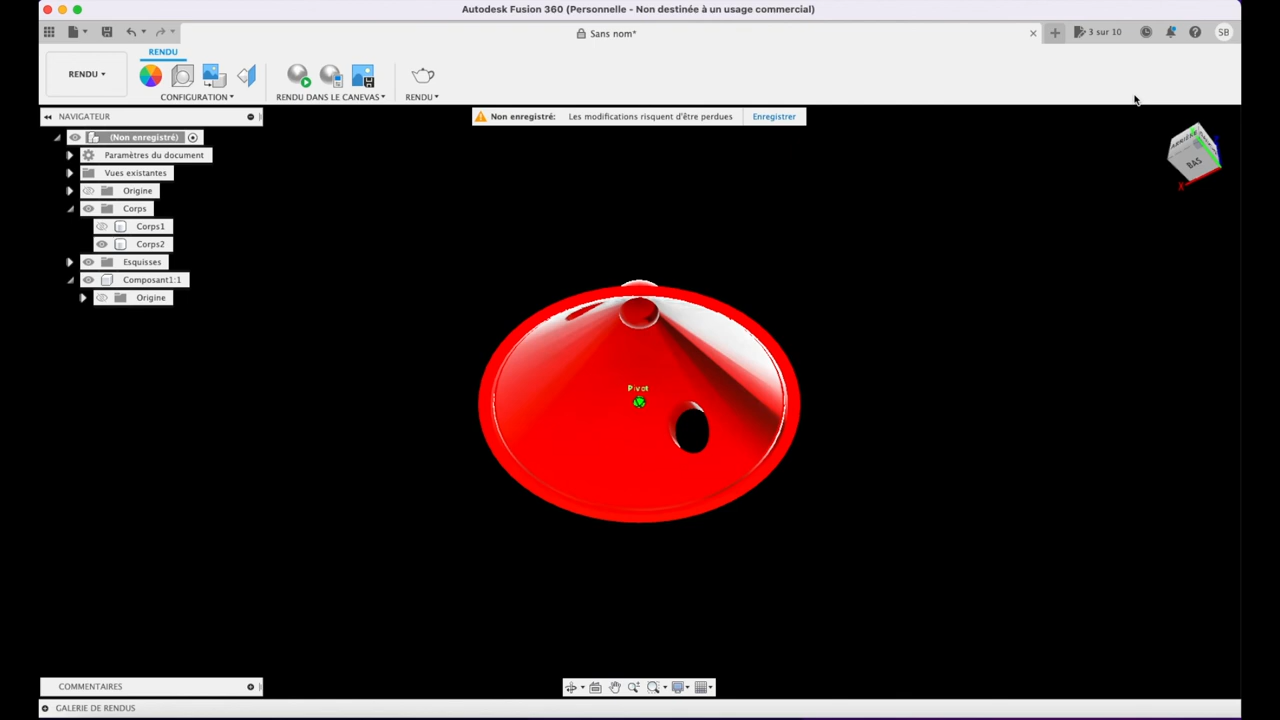 Autodesk Fusion 360 (Personnelle - Non destinée à un usage commercial)
Sans nom*
3 sur 10
SB
RENDU
RENDU
CONFIGURATION
RENDU DANS LE CANEVAS
RENDU
NAVIGATEUR
Non enregistré: Les modifications risquent d'être perdues Enregistrer
(Non enregistré)
Paramètres du document
Vues existantes
Origine
Corps
Corps1
Corps2
Esquisses
Composant1:1
Origine
BAS
X
Pivot
COMMENTAIRES
GALERIE DE RENDUS